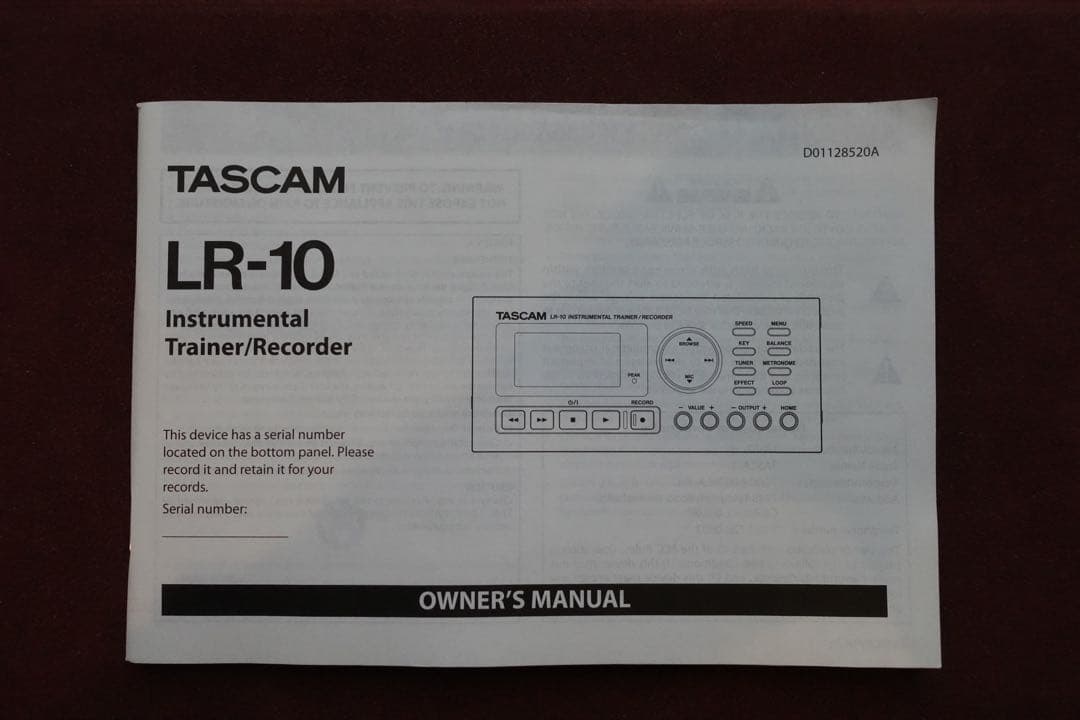 D01128520A
TASCAM
LR-10
Instrumental
Trainer/Recorder
TASCAM LR-10 INSTRUMENTAL TRAINER/RECORDER
PEAK
BROWSE
MIC
SPEED MENU
KEY BALANCE
TUNER METRONOME
EFFECT LOOP
⏻/I RECORD
− VALUE + − OUTPUT + HOME
This device has a serial number
located on the bottom panel. Please
record it and retain it for your
records.
Serial number:
OWNER'S MANUAL